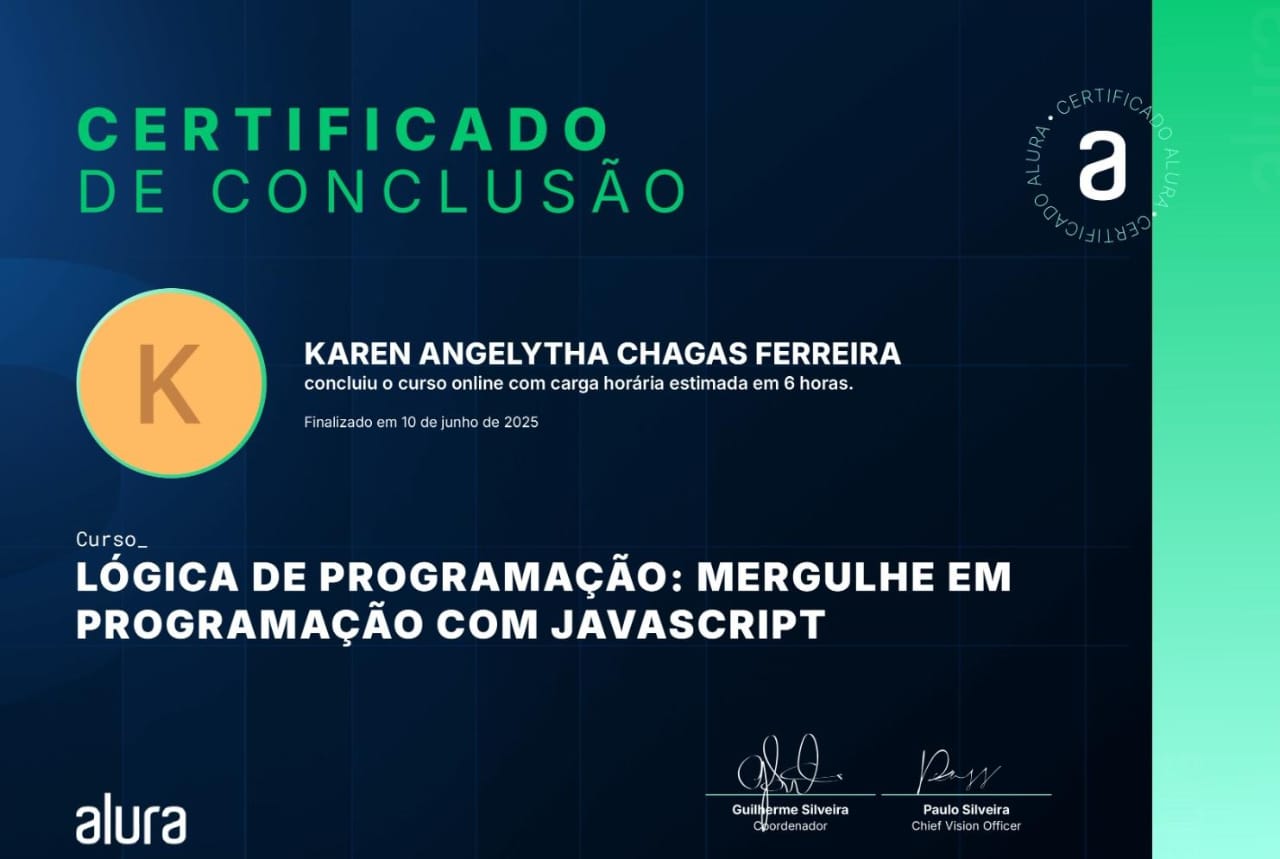 CERTIFICADO
DE CONCLUSÃO
CERTIFICADO ALURA • CERTIFICADO ALURA •
a
K
KAREN ANGELYTHA CHAGAS FERREIRA
concluiu o curso online com carga horária estimada em 6 horas.
Finalizado em 10 de junho de 2025
Curso_
LÓGICA DE PROGRAMAÇÃO: MERGULHE EM
PROGRAMAÇÃO COM JAVASCRIPT
alura
Guilherme Silveira
Coordenador
Paulo Silveira
Chief Vision Officer
alura